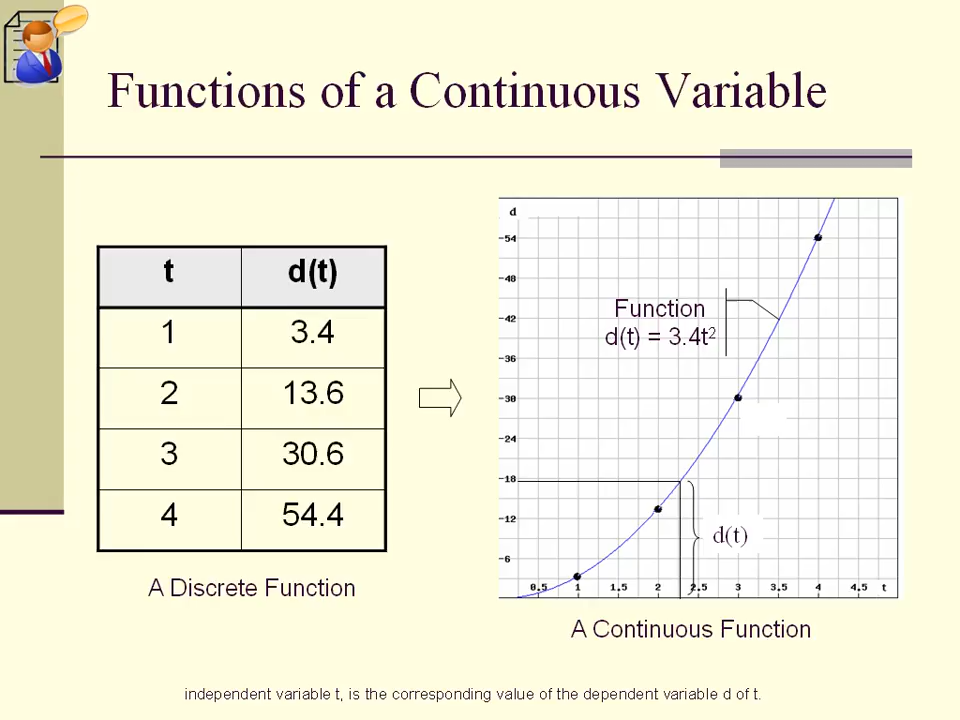 Functions of a Continuous Variable
t d(t)
1 3.4
2 13.6
3 30.6
4 54.4
A Discrete Function
d
54
48
42
36
30
24
18
12
6
0.5 1 1.5 2 2.5 3 3.5 4 4.5 t
Function
d(t) = 3.4t²
d(t)
A Continuous Function
independent variable t, is the corresponding value of the dependent variable d of t.